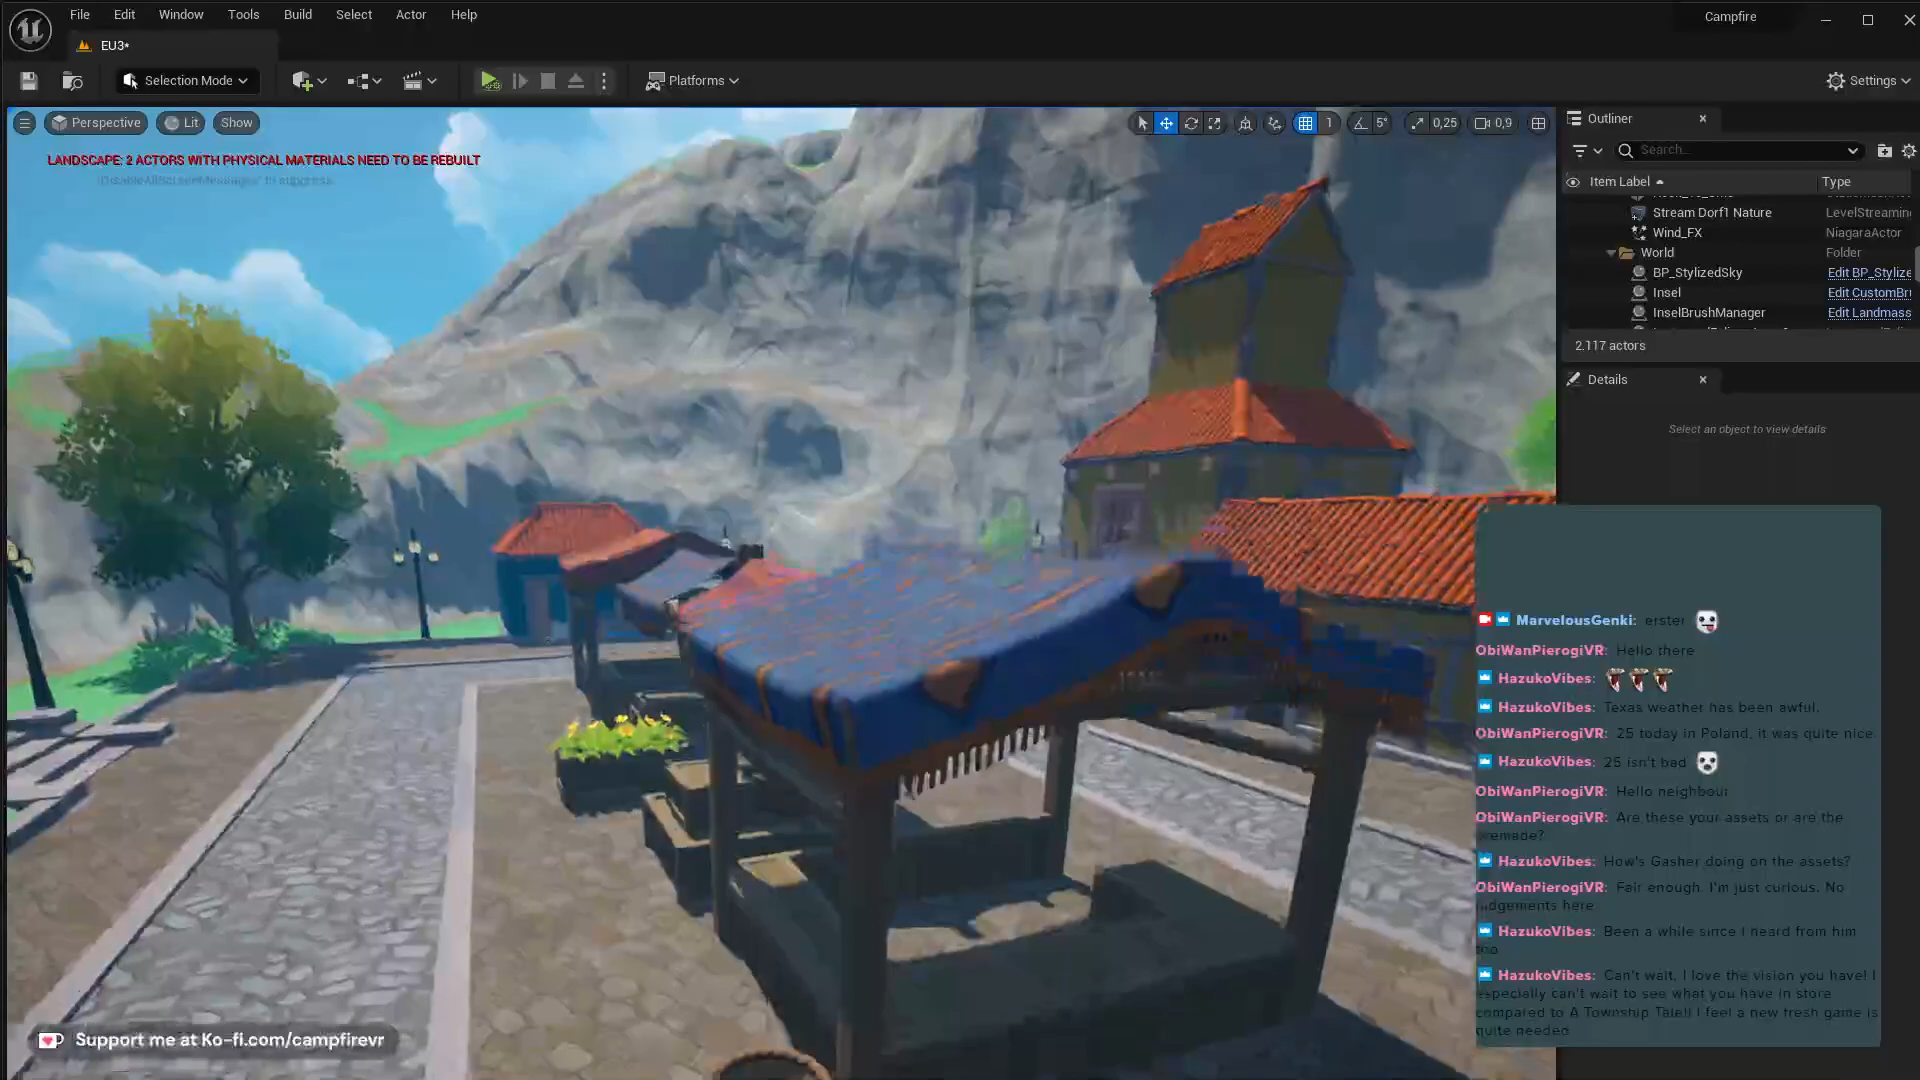 File Edit Window Tools Build Select Actor Help
Campfire
EU3*
Selection Mode
Platforms
Settings
Perspective Lit Show
1 5° 0,25 0,9
LANDSCAPE: 2 ACTORS WITH PHYSICAL MATERIALS NEED TO BE REBUILT
'DisableAllScreenMessages' to suppress
Outliner
Search...
Item Label Type
Stream Dorf1 Nature LevelStreaming
Wind_FX NiagaraActor
World Folder
BP_StylizedSky Edit BP_Stylize
Insel Edit CustomBr
InselBrushManager Edit Landmass
2.117 actors
Details
Select an object to view details
MarvelousGenki: erster
ObiWanPierogiVR: Hello there
HazukoVibes:
HazukoVibes: Texas weather has been awful.
ObiWanPierogiVR: 25 today in Poland, it was quite nice
HazukoVibes: 25 isn't bad
ObiWanPierogiVR: Hello neighbour
ObiWanPierogiVR: Are these your assets or are the
remade?
HazukoVibes: How's Gasher doing on the assets?
ObiWanPierogiVR: Fair enough. I'm just curious. No
udgements here
HazukoVibes: Been a while since I heard from him
too
HazukoVibes: Can't wait. I love the vision you have! I
especially can't wait to see what you have in store
compared to A Township Tale!! I feel a new fresh game is
quite needed
Support me at Ko-fi.com/campfirevr